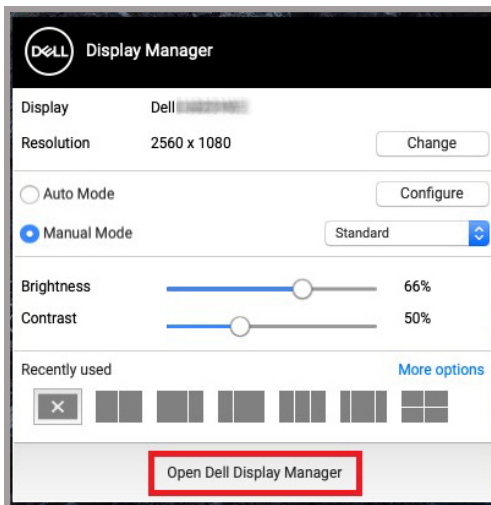 DELL Display Manager
Display Dell
Resolution 2560 x 1080 Change
Auto Mode Configure
Manual Mode Standard
Brightness 66%
Contrast 50%
Recently used More options
Open Dell Display Manager